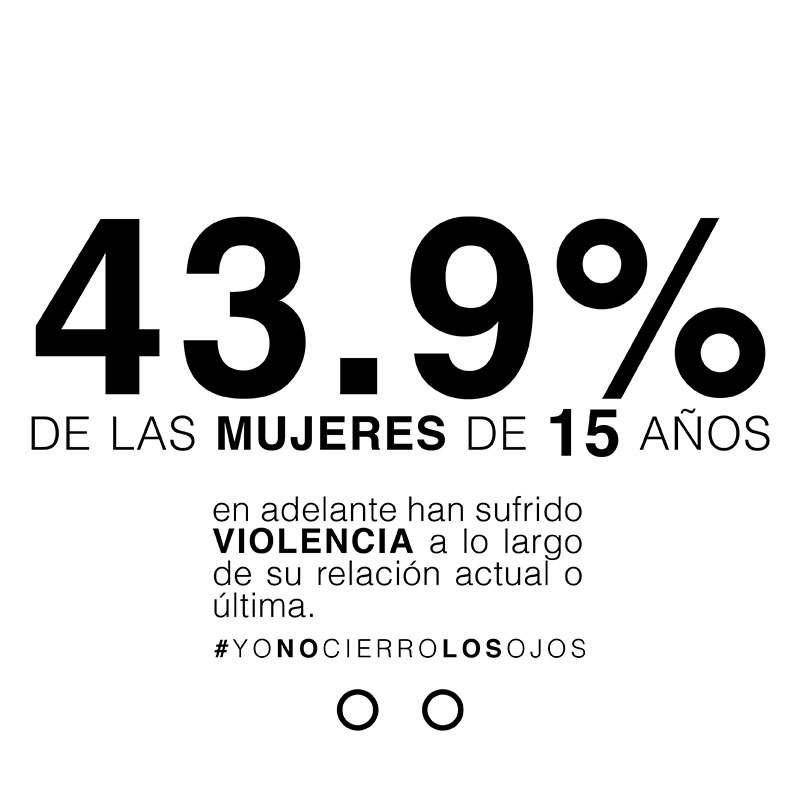 43.9%
DE LAS MUJERES DE 15 AÑOS
en adelante han sufrido
VIOLENCIA a lo largo
de su relación actual o
última.
#YONOCIERROLOSOJOS